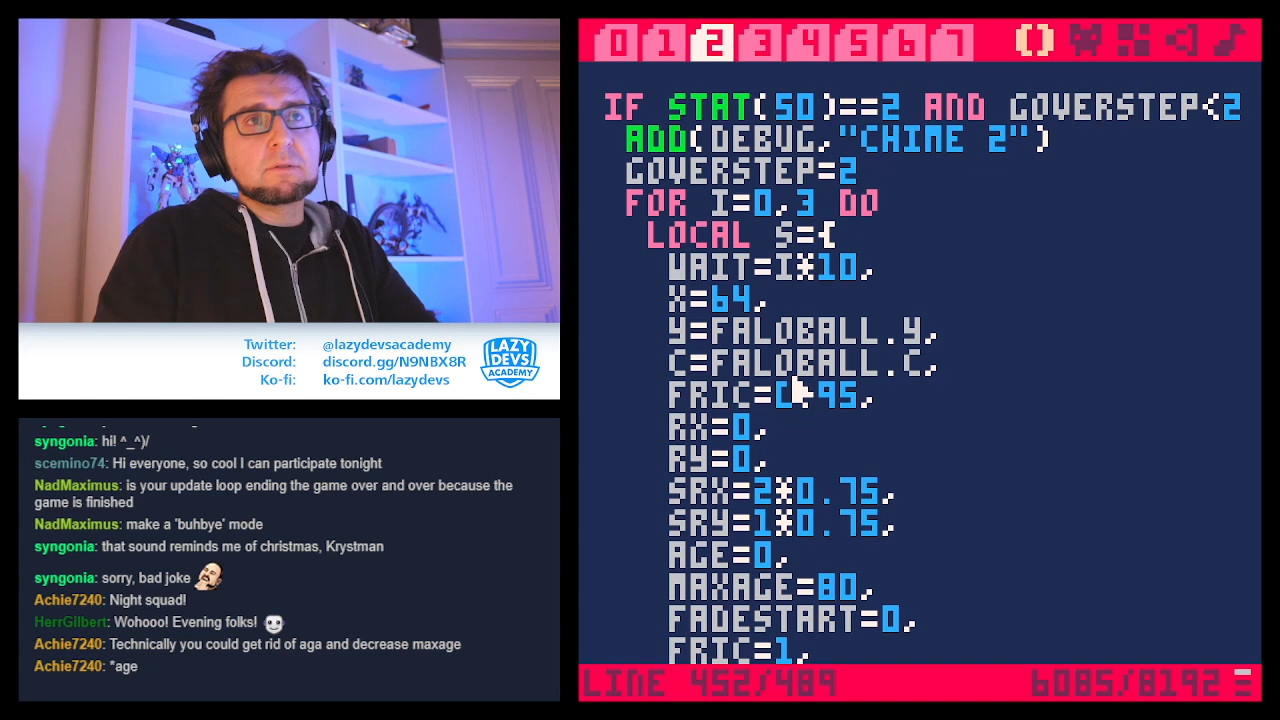 Twitter: @lazydevsacademy
Discord: discord.gg/N9NBX8R
Ko-fi: ko-fi.com/lazydevs
LAZY
DEVS
ACADEMY
syngonia: hi! ^_^)/
scemino74: Hi everyone, so cool I can participate tonight
NadMaximus: is your update loop ending the game over and over because the
game is finished
NadMaximus: make a 'buhbye' mode
syngonia: that sound reminds me of christmas, Krystman
syngonia: sorry, bad joke
Achie7240: Night squad!
HerrGilbert: Wohooo! Evening folks!
Achie7240: Technically you could get rid of aga and decrease maxage
Achie7240: *age
0 1 2 3 4 5 6 7 ()
IF STAT(50)==2 AND GOVERSTEP<2
ADD(DEBUG,"CHIME 2")
GOVERSTEP=2
FOR I=0,3 DO
LOCAL S={
WAIT=I*10,
X=64,
Y=FALOBALL.Y,
C=FALOBALL.C,
FRIC=0.95,
RX=0,
RY=0,
SRX=2*0.75,
SRY=1*0.75,
AGE=0,
MAXAGE=80,
FADESTART=0,
FRIC=1,
LINE 452/489 6085/8192